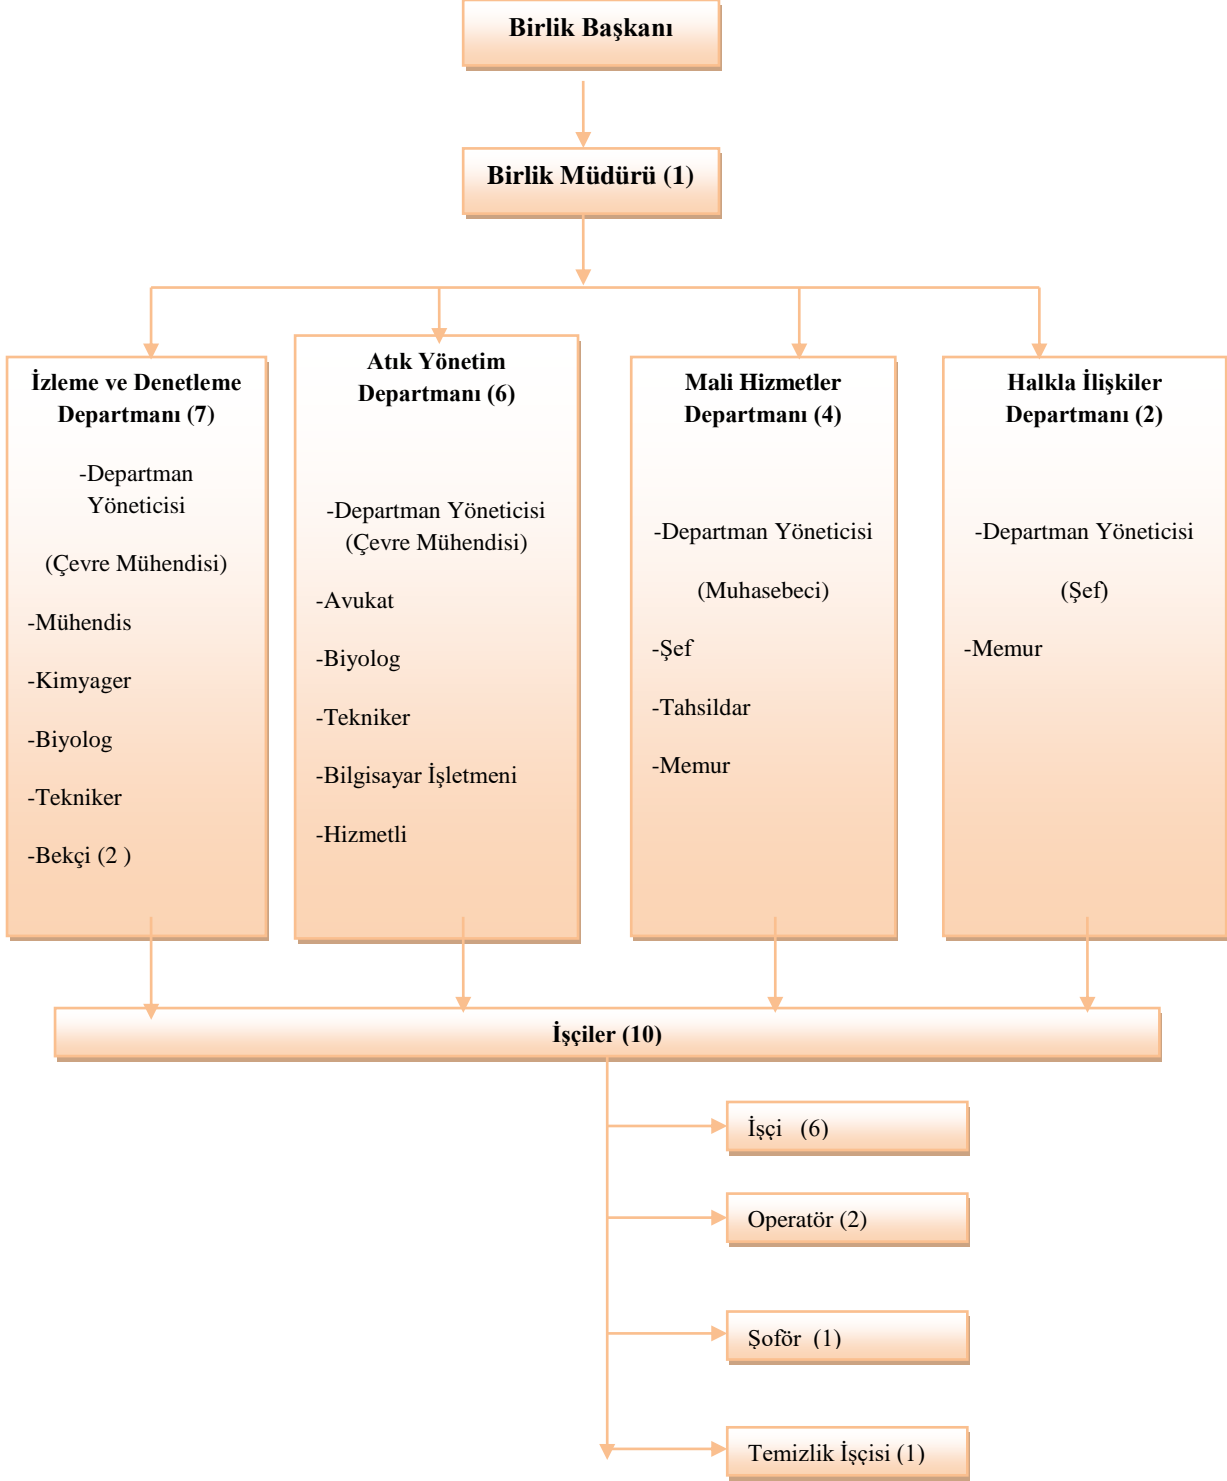 Birlik Başkanı
Birlik Müdürü (1)
İzleme ve Denetleme
Departmanı (7)
-Departman
Yöneticisi
(Çevre Mühendisi)
-Mühendis
-Kimyager
-Biyolog
-Tekniker
-Bekçi (2 )
Atık Yönetim
Departmanı (6)
-Departman Yöneticisi
(Çevre Mühendisi)
-Avukat
-Biyolog
-Tekniker
-Bilgisayar İşletmeni
-Hizmetli
Mali Hizmetler
Departmanı (4)
-Departman Yöneticisi
(Muhasebeci)
-Şef
-Tahsildar
-Memur
Halkla İlişkiler
Departmanı (2)
-Departman Yöneticisi
(Şef)
-Memur
İşçiler (10)
İşçi (6)
Operatör (2)
Şoför (1)
Temizlik İşçisi (1)